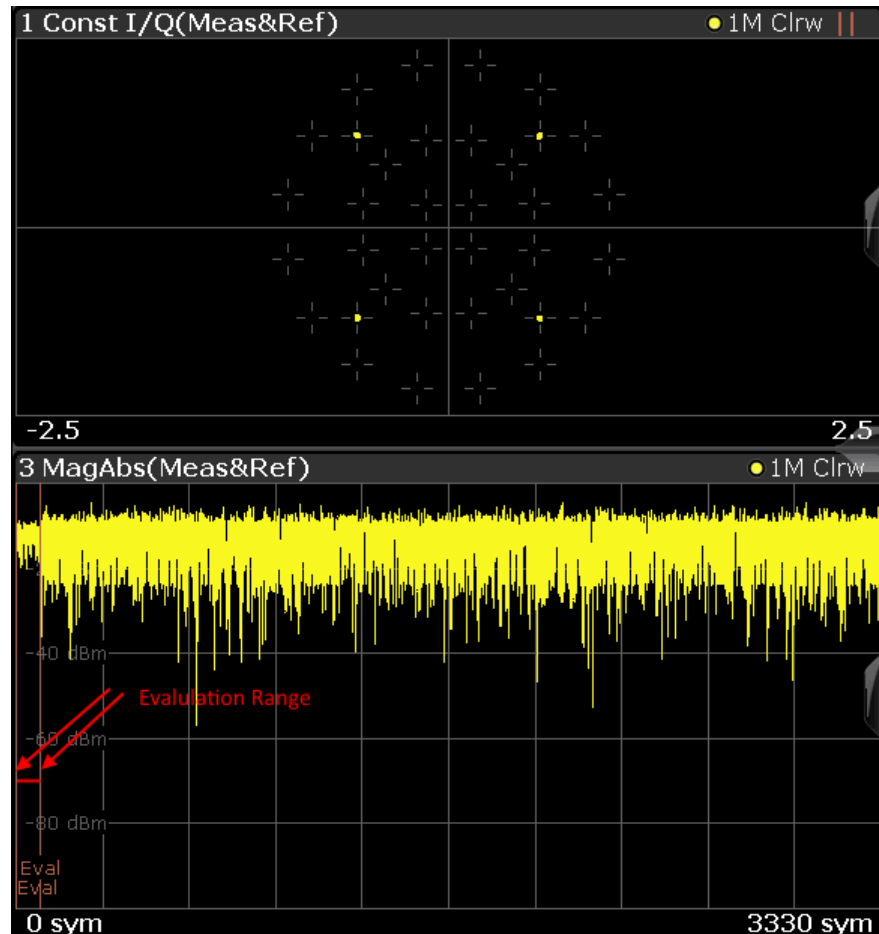 1 Const I/Q(Meas&Ref)
1M Clrw
-2.5
2.5
3 MagAbs(Meas&Ref)
1M Clrw
-40 dBm
Evalulation Range
-60 dBm
-80 dBm
Eval
Eval
0 sym
3330 sym